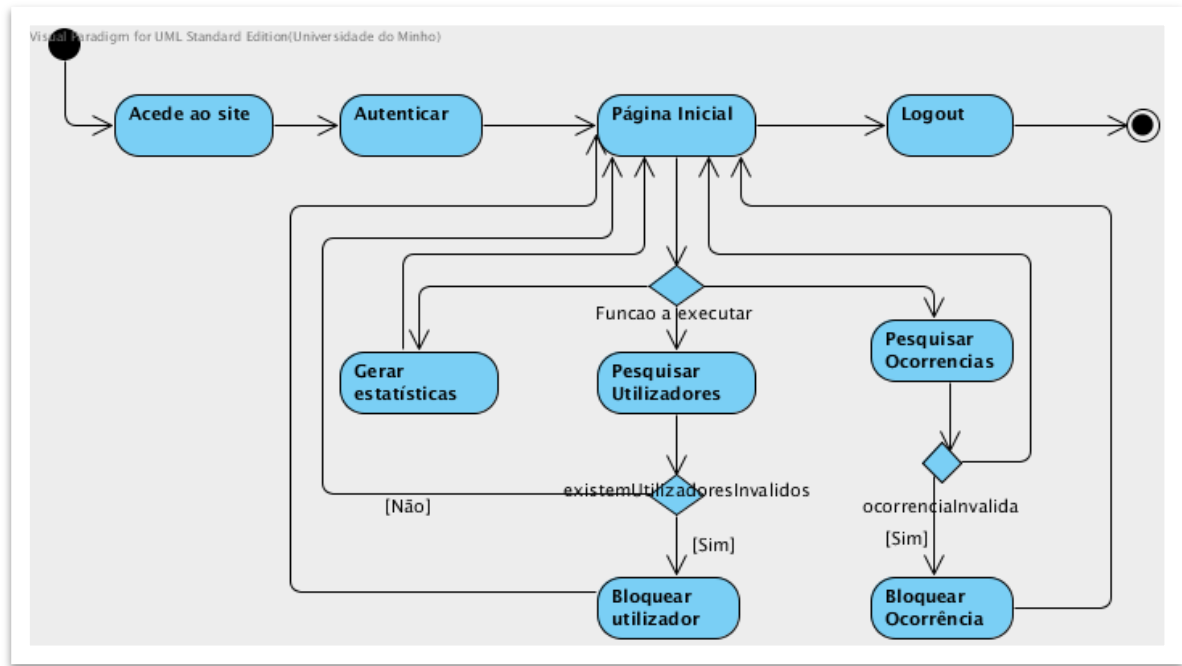 Visual Paradigm for UML Standard Edition(Universidade do Minho)
Acede ao site
Autenticar
Página Inicial
Logout
Funcao a executar
Pesquisar
Ocorrencias
Gerar
estatísticas
Pesquisar
Utilizadores
existemUtilizadoresInvalidos
[Não]
ocorrenciaInvalida
[Sim]
[Sim]
Bloquear
utilizador
Bloquear
Ocorrência